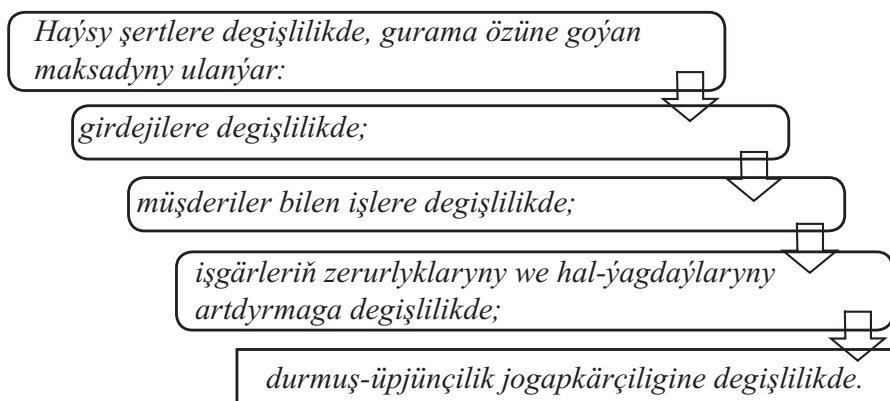 Haýsy şertlere degişlilikde, gurama özüne goýan
maksadyny ulanýar:
girdejilere degişlilikde;
müşderiler bilen işlere degişlilikde;
işgärleriň zerurlyklaryny we hal-ýagdaýlaryny
artdyrmaga degişlilikde;
durmuş-üpjünçilik jogapkärçiligine degişlilikde.